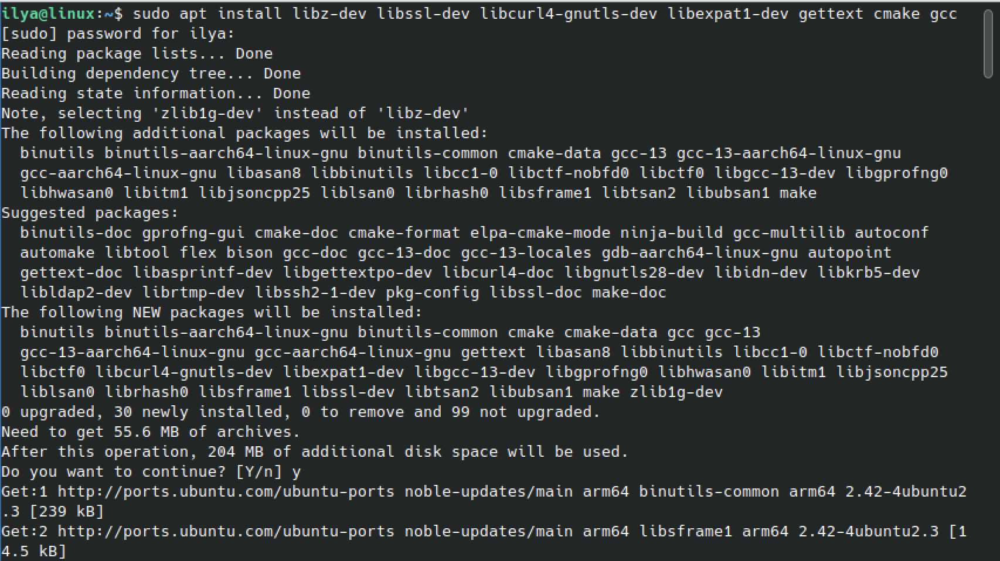 ilya@linux:~$ sudo apt install libz-dev libssl-dev libcurl4-gnutls-dev libexpat1-dev gettext cmake gcc
[sudo] password for ilya:
Reading package lists... Done
Building dependency tree... Done
Reading state information... Done
Note, selecting 'zlib1g-dev' instead of 'libz-dev'
The following additional packages will be installed:
  binutils binutils-aarch64-linux-gnu binutils-common cmake-data gcc-13 gcc-13-aarch64-linux-gnu
  gcc-aarch64-linux-gnu libasan8 libbinutils libcc1-0 libctf-nobfd0 libctf0 libgcc-13-dev libgprofng0
  libhwasan0 libitm1 libjsoncpp25 liblsan0 librhash0 libsframe1 libtsan2 libubsan1 make
Suggested packages:
  binutils-doc gprofng-gui cmake-doc cmake-format elpa-cmake-mode ninja-build gcc-multilib autoconf
  automake libtool flex bison gcc-doc gcc-13-doc gcc-13-locales gdb-aarch64-linux-gnu autopoint
  gettext-doc libasprintf-dev libgettextpo-dev libcurl4-doc libgnutls28-dev libidn-dev libkrb5-dev
  libldap2-dev librtmp-dev libssh2-1-dev pkg-config libssl-doc make-doc
The following NEW packages will be installed:
  binutils binutils-aarch64-linux-gnu binutils-common cmake cmake-data gcc gcc-13
  gcc-13-aarch64-linux-gnu gcc-aarch64-linux-gnu gettext libasan8 libbinutils libcc1-0 libctf-nobfd0
  libctf0 libcurl4-gnutls-dev libexpat1-dev libgcc-13-dev libgprofng0 libhwasan0 libitm1 libjsoncpp25
  liblsan0 librhash0 libsframe1 libssl-dev libtsan2 libubsan1 make zlib1g-dev
0 upgraded, 30 newly installed, 0 to remove and 99 not upgraded.
Need to get 55.6 MB of archives.
After this operation, 204 MB of additional disk space will be used.
Do you want to continue? [Y/n] y
Get:1 http://ports.ubuntu.com/ubuntu-ports noble-updates/main arm64 binutils-common arm64 2.42-4ubuntu2
.3 [239 kB]
Get:2 http://ports.ubuntu.com/ubuntu-ports noble-updates/main arm64 libsframe1 arm64 2.42-4ubuntu2.3 [1
4.5 kB]